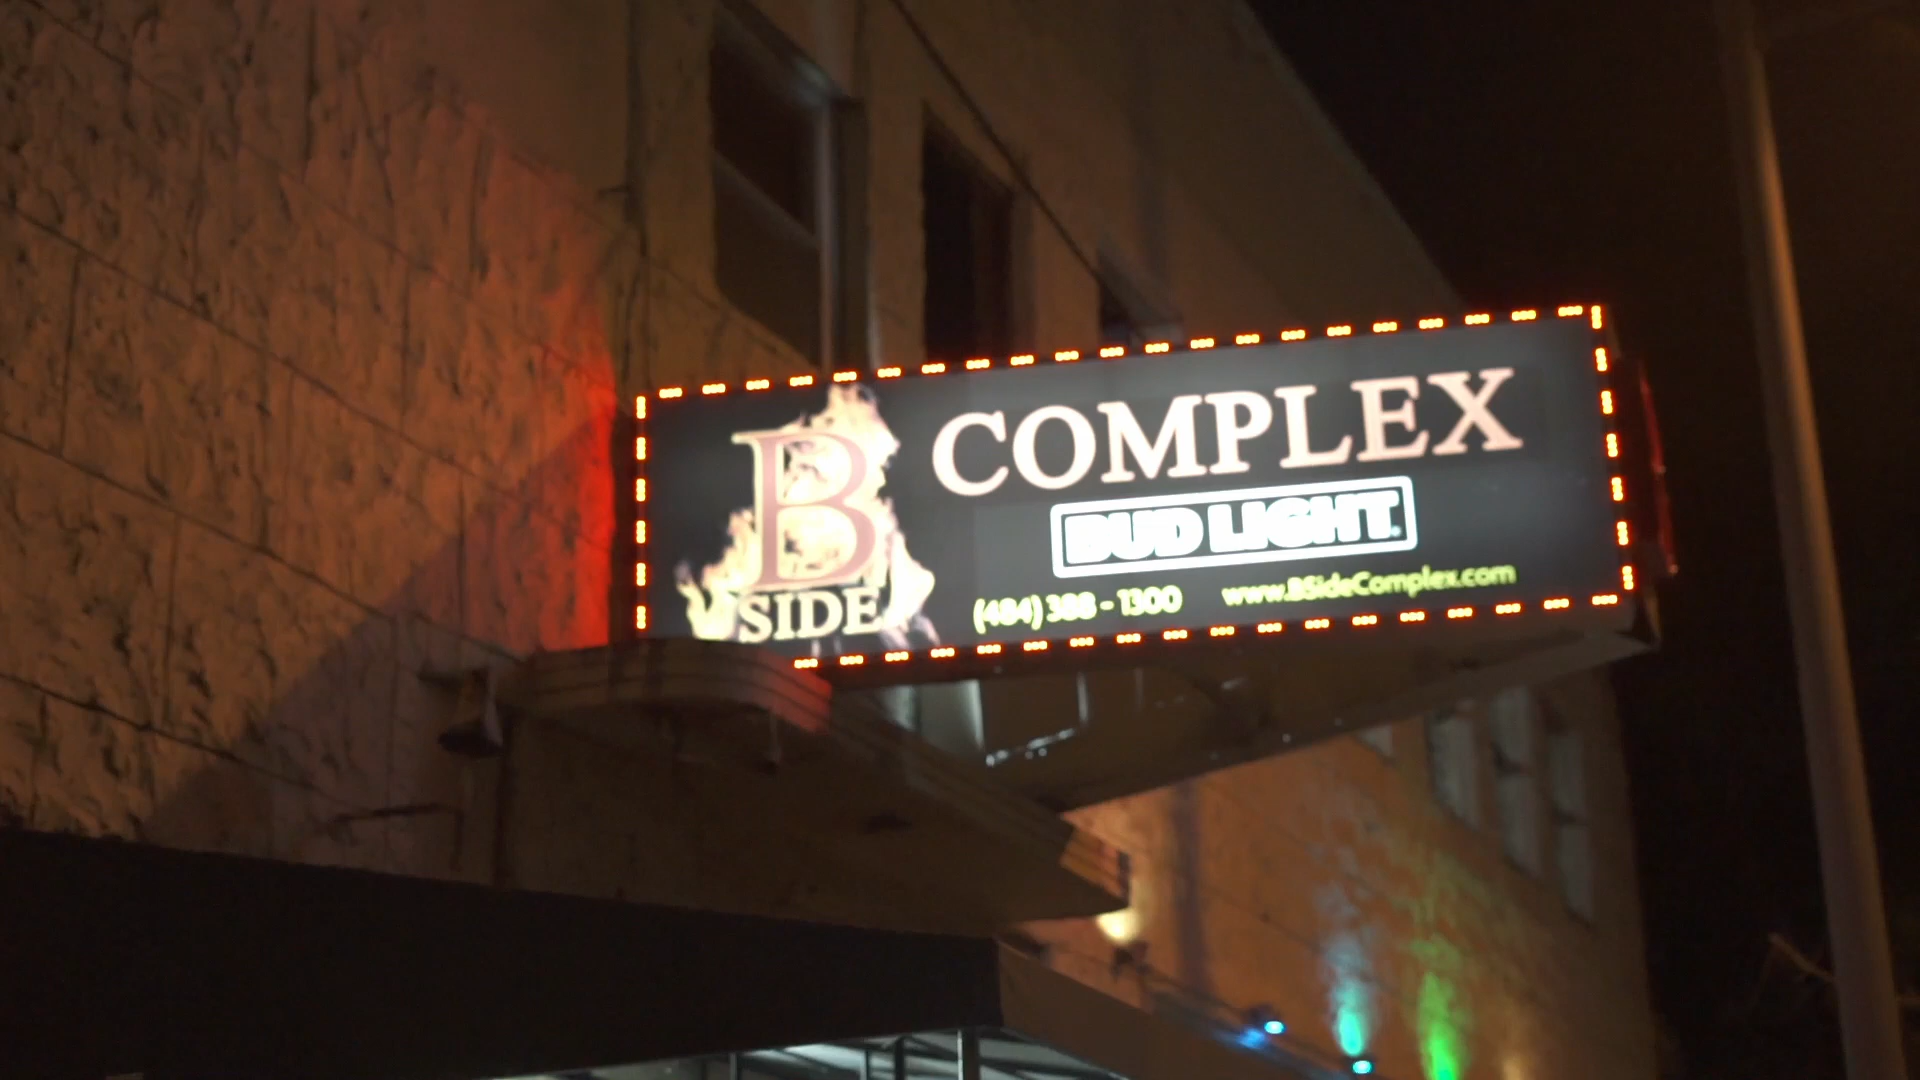 B
SIDE
COMPLEX
BUD LIGHT
(484) 388 - 1300
www.BSideComplex.com